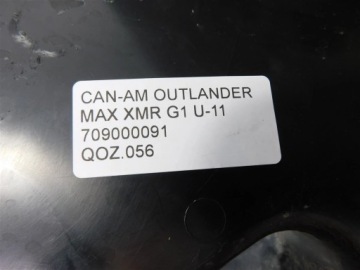 CAN-AM OUTLANDER
MAX XMR G1 U-11
709000091
QOZ.056